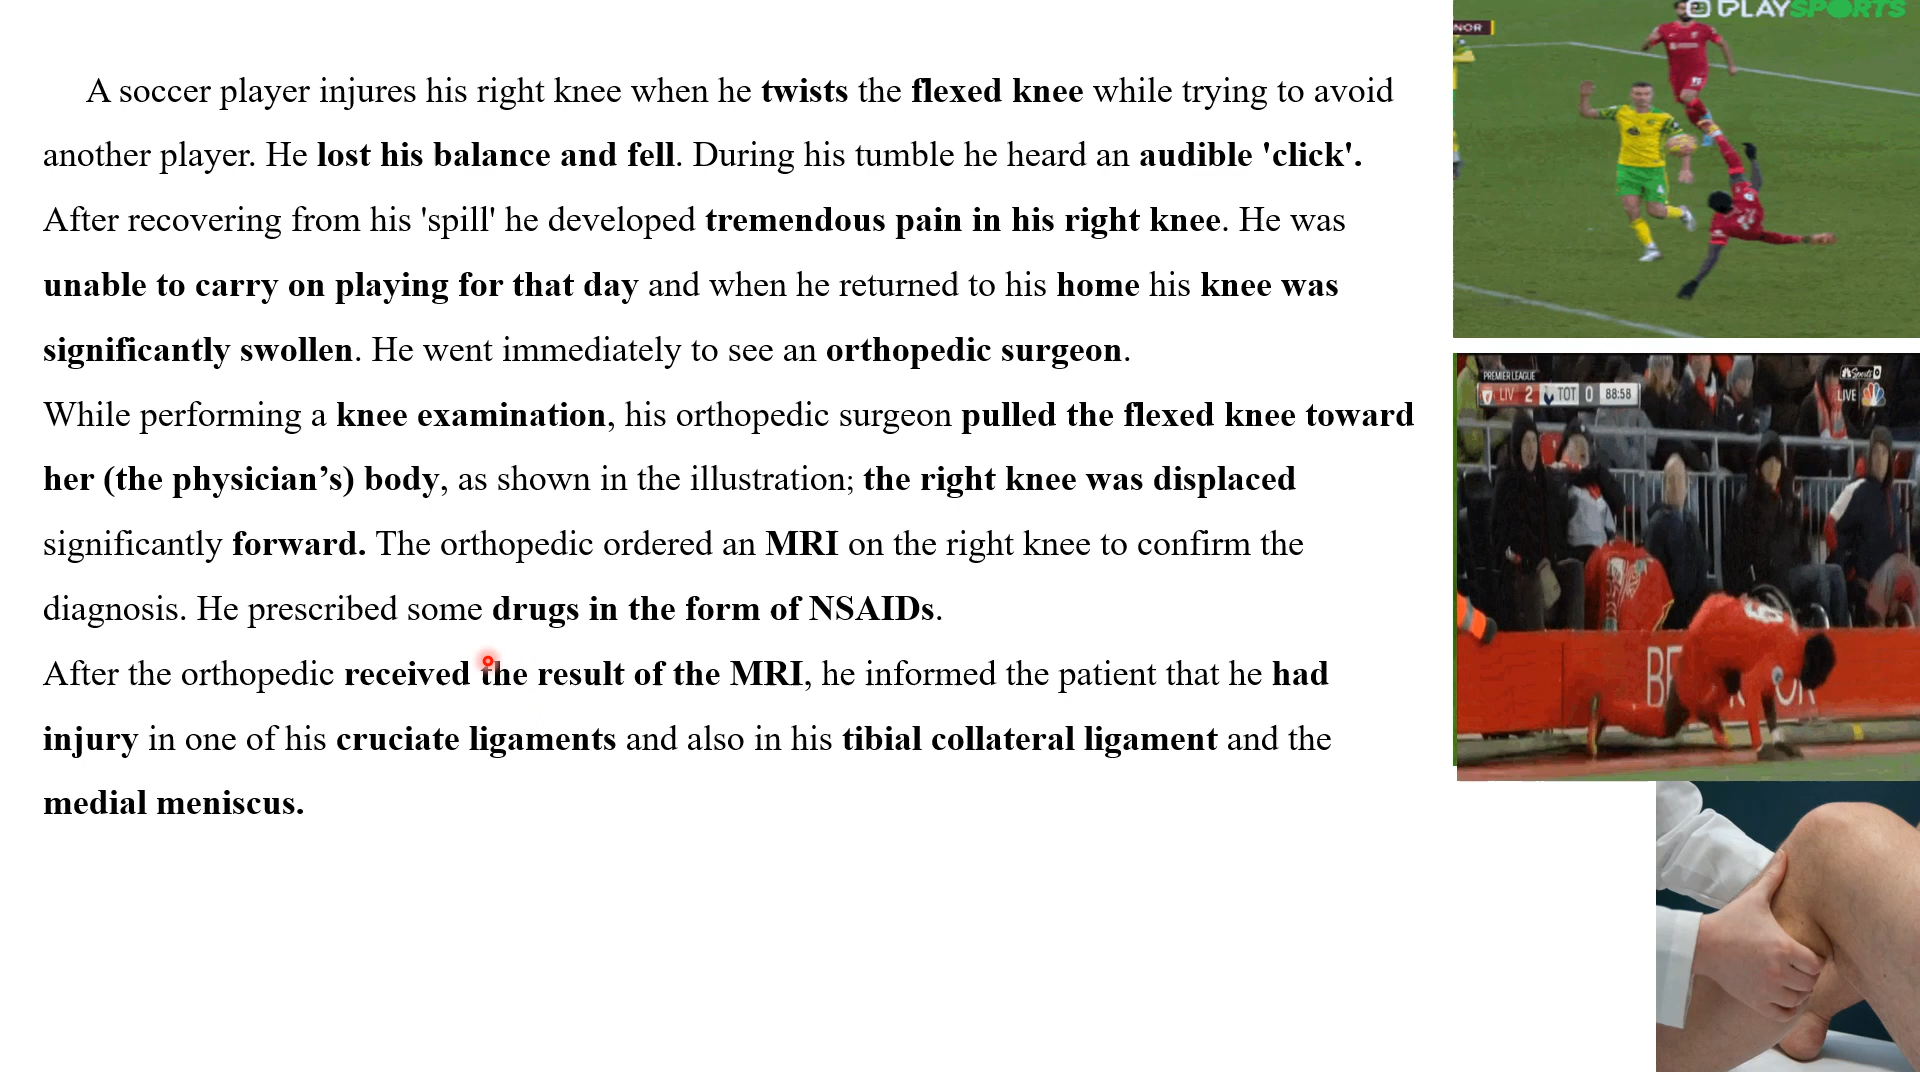 A soccer player injures his right knee when he twists the flexed knee while trying to avoid
another player. He lost his balance and fell. During his tumble he heard an audible 'click'.
After recovering from his 'spill' he developed tremendous pain in his right knee. He was
unable to carry on playing for that day and when he returned to his home his knee was
significantly swollen. He went immediately to see an orthopedic surgeon.
While performing a knee examination, his orthopedic surgeon pulled the flexed knee toward
her (the physician’s) body, as shown in the illustration; the right knee was displaced
significantly forward. The orthopedic ordered an MRI on the right knee to confirm the
diagnosis. He prescribed some drugs in the form of NSAIDs.
After the orthopedic received the result of the MRI, he informed the patient that he had
injury in one of his cruciate ligaments and also in his tibial collateral ligament and the
medial meniscus.
PLAYSPORTS
NOR
PREMIER LEAGUE
LIV 2 TOT 0 88:58
Sports
LIVE